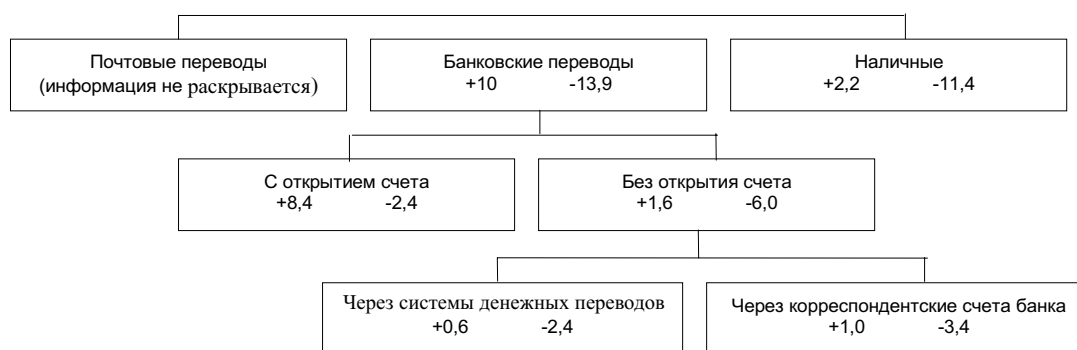 Почтовые переводы
(информация не раскрывается)
Банковские переводы
+10 -13,9
Наличные
+2,2 -11,4
С открытием счета
+8,4 -2,4
Без открытия счета
+1,6 -6,0
Через системы денежных переводов
+0,6 -2,4
Через корреспондентские счета банка
+1,0 -3,4